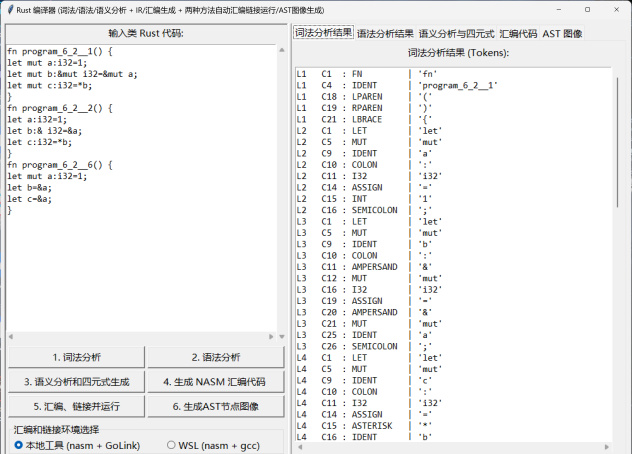 Rust 编译器 (词法/语法/语义分析 + IR/汇编生成 + 两种方法自动汇编链接运行/AST图像生成)
输入类 Rust 代码:
fn program_6_2__1() {
let mut a:i32=1;
let mut b:&mut i32=&mut a;
let mut c:i32=*b;
}
fn program_6_2__2() {
let a:i32=1;
let b:& i32=&a;
let c:i32=*b;
}
fn program_6_2__6() {
let mut a:i32=1;
let b=&a;
let c=&a;
}
1. 词法分析
2. 语法分析
3. 语义分析和四元式生成
4. 生成 NASM 汇编代码
5. 汇编、链接并运行
6. 生成AST节点图像
汇编和链接环境选择
本地工具 (nasm + GoLink)
WSL (nasm + gcc)
词法分析结果 语法分析结果 语义分析与四元式 汇编代码 AST 图像
词法分析结果 (Tokens):
L1 C1 : FN | 'fn'
L1 C4 : IDENT | 'program_6_2__1'
L1 C18 : LPAREN | '('
L1 C19 : RPAREN | ')'
L1 C21 : LBRACE | '{'
L2 C1 : LET | 'let'
L2 C5 : MUT | 'mut'
L2 C9 : IDENT | 'a'
L2 C10 : COLON | ':'
L2 C11 : I32 | 'i32'
L2 C14 : ASSIGN | '='
L2 C15 : INT | '1'
L2 C16 : SEMICOLON | ';'
L3 C1 : LET | 'let'
L3 C5 : MUT | 'mut'
L3 C9 : IDENT | 'b'
L3 C10 : COLON | ':'
L3 C11 : AMPERSAND | '&'
L3 C12 : MUT | 'mut'
L3 C16 : I32 | 'i32'
L3 C19 : ASSIGN | '='
L3 C20 : AMPERSAND | '&'
L3 C21 : MUT | 'mut'
L3 C25 : IDENT | 'a'
L3 C26 : SEMICOLON | ';'
L4 C1 : LET | 'let'
L4 C5 : MUT | 'mut'
L4 C9 : IDENT | 'c'
L4 C10 : COLON | ':'
L4 C11 : I32 | 'i32'
L4 C14 : ASSIGN | '='
L4 C15 : ASTERISK | '*'
L4 C16 : IDENT | 'b'